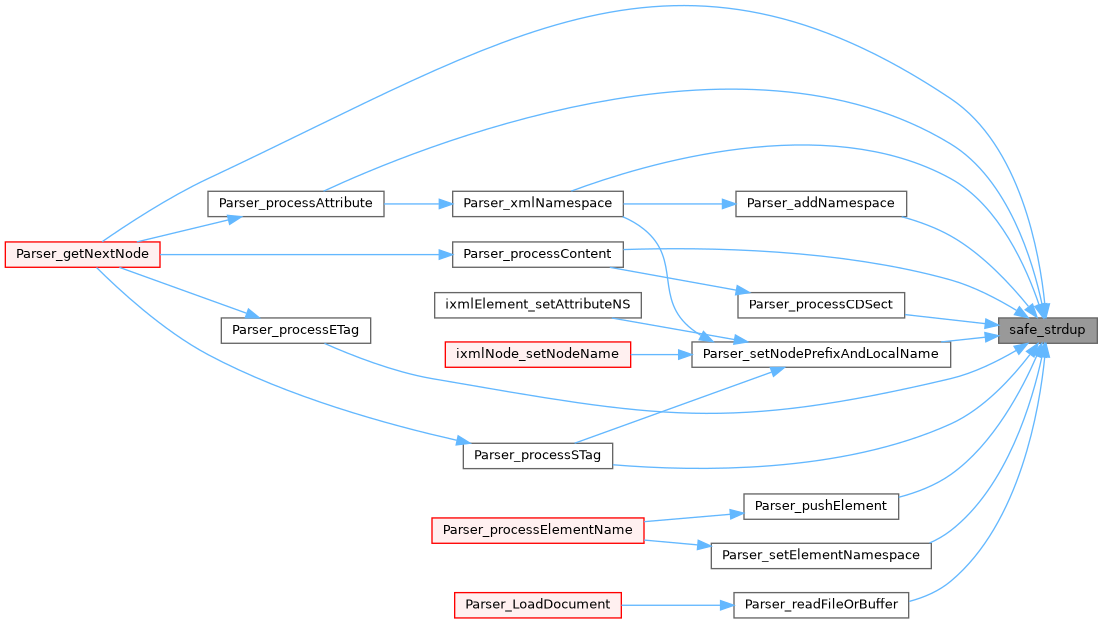 Parser_processAttribute
Parser_xmlNamespace
Parser_addNamespace
Parser_getNextNode
Parser_processContent
ixmlElement_setAttributeNS
Parser_processCDSect
Parser_processETag
safe_strdup
ixmlNode_setNodeName
Parser_setNodePrefixAndLocalName
Parser_processSTag
Parser_pushElement
Parser_processElementName
Parser_setElementNamespace
Parser_LoadDocument
Parser_readFileOrBuffer